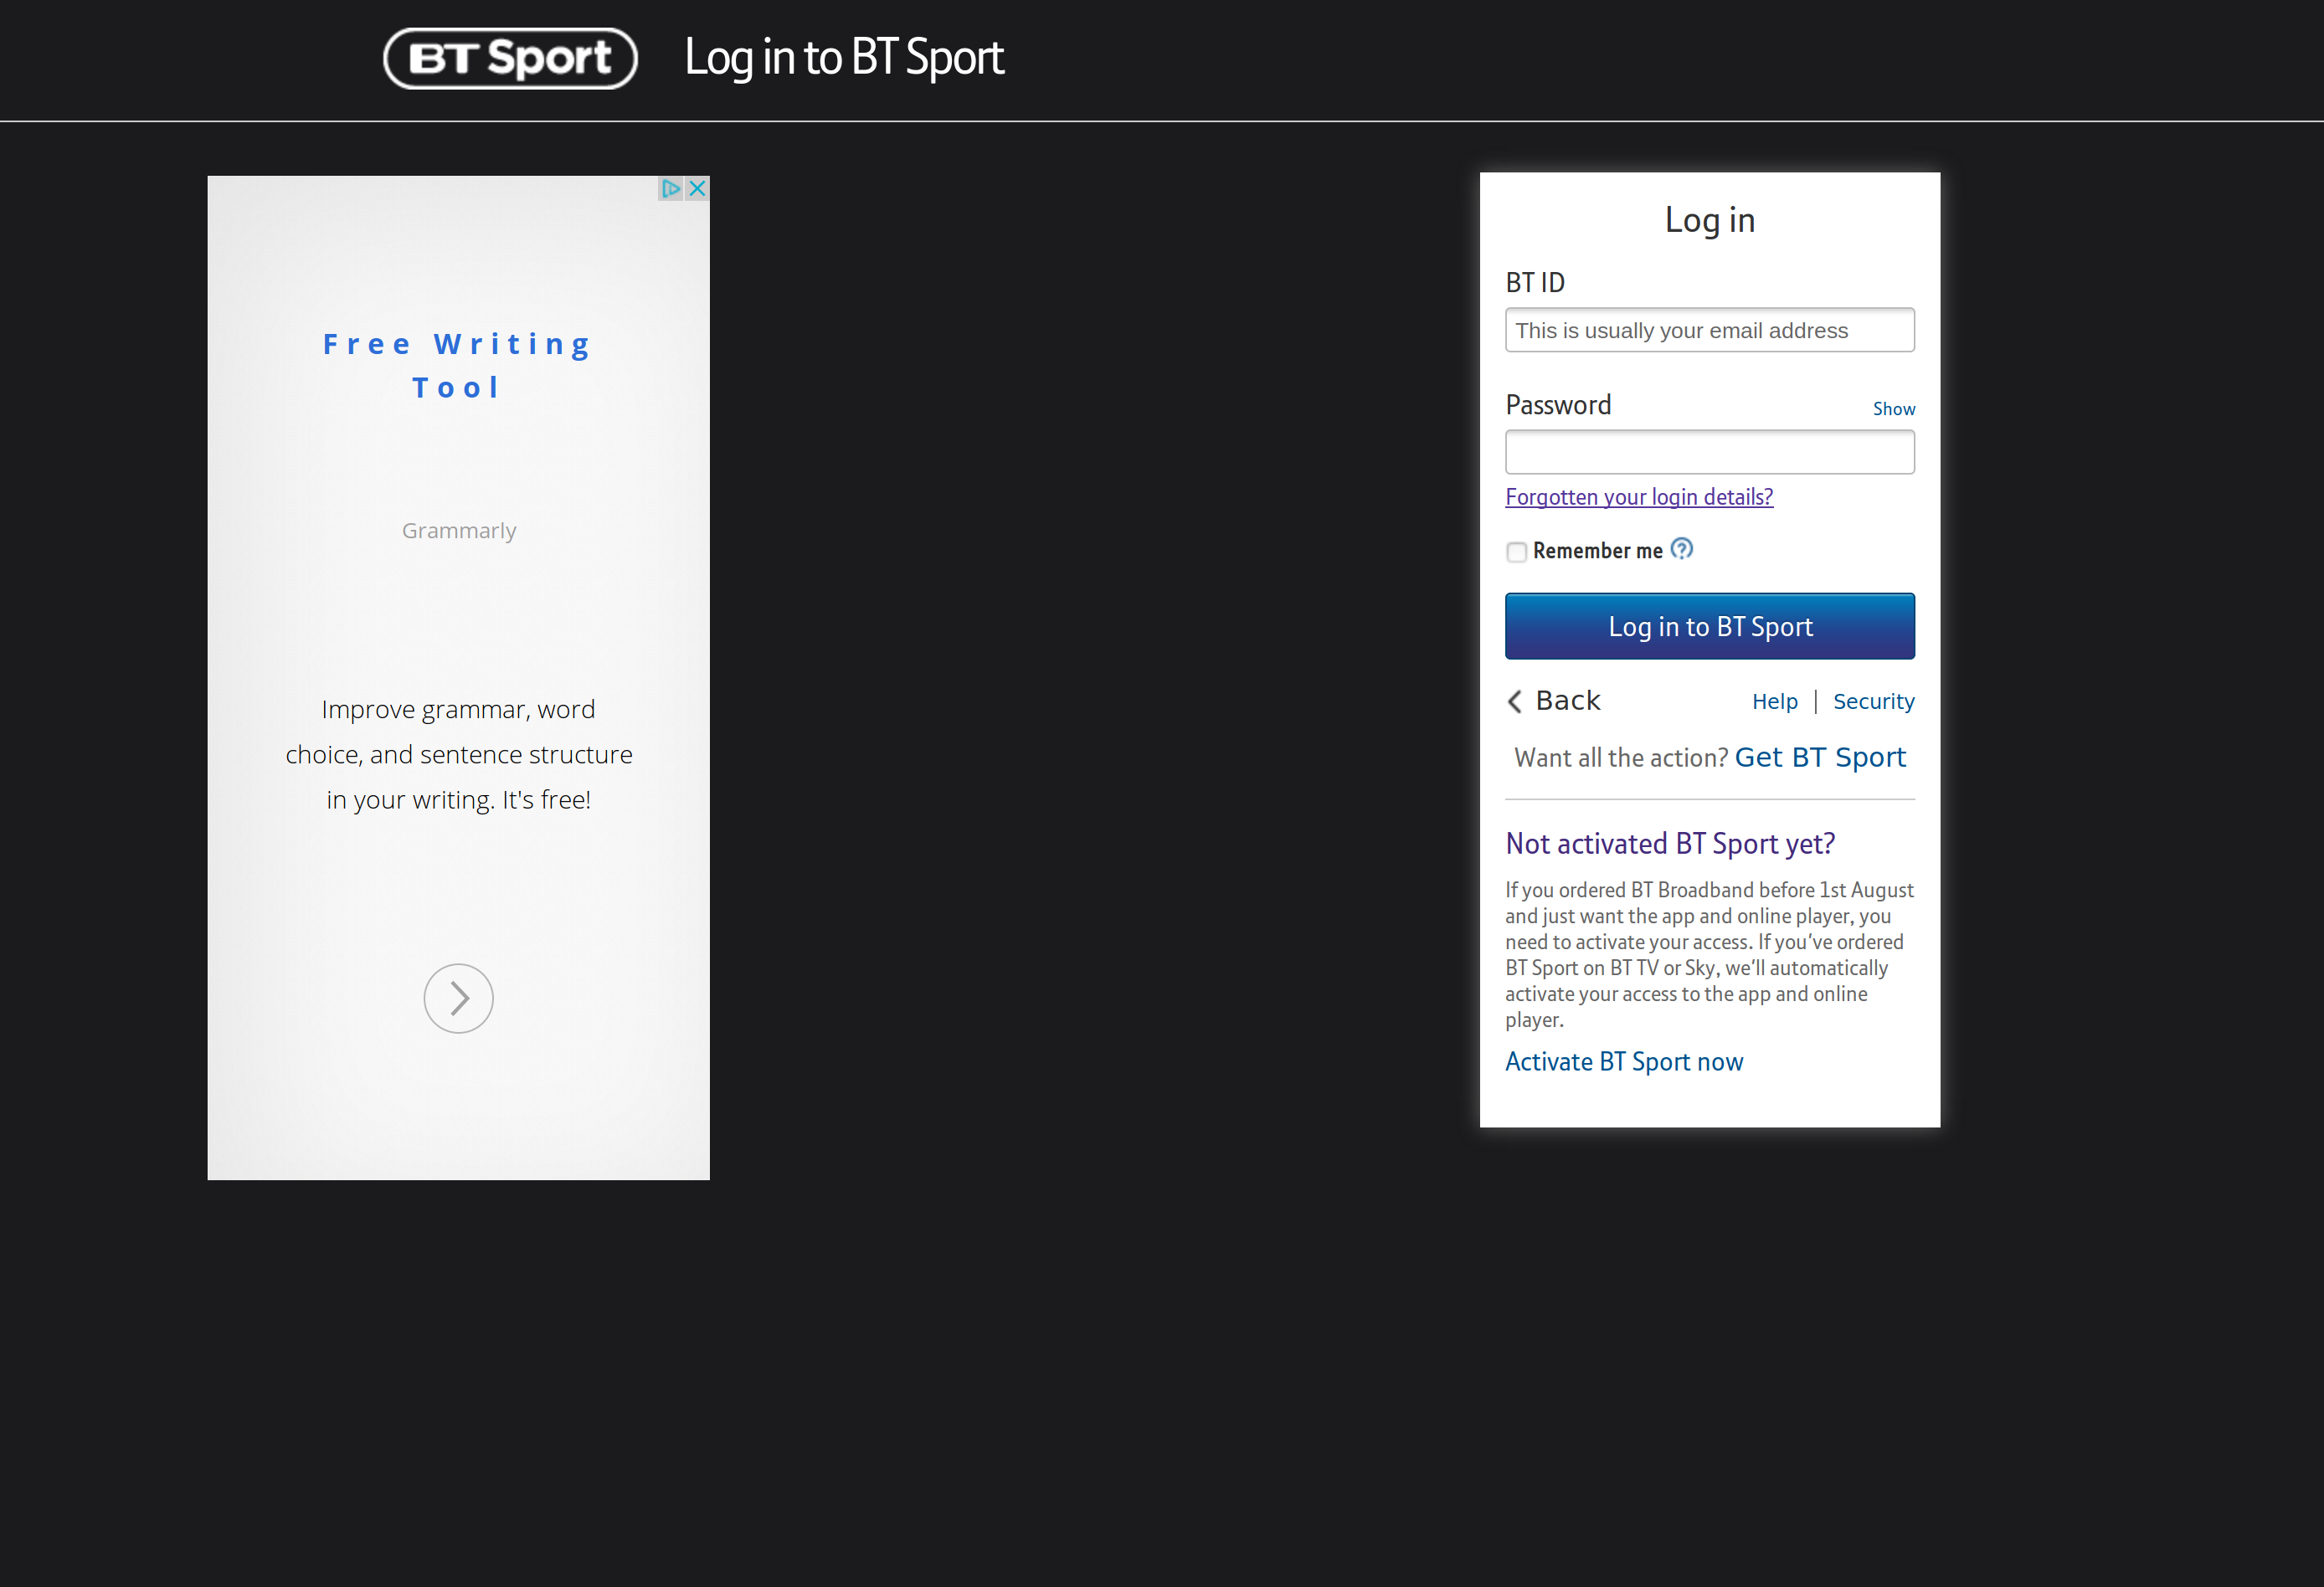 BT Sport
Log in to BT Sport
Free Writing
Tool
Grammarly
Improve grammar, word
choice, and sentence structure
in your writing. It's free!
Log in
BT ID
This is usually your email address
Password
Show
Forgotten your login details?
Remember me
Log in to BT Sport
Back
Help | Security
Want all the action? Get BT Sport
Not activated BT Sport yet?
If you ordered BT Broadband before 1st August
and just want the app and online player, you
need to activate your access. If you've ordered
BT Sport on BT TV or Sky, we'll automatically
activate your access to the app and online
player.
Activate BT Sport now